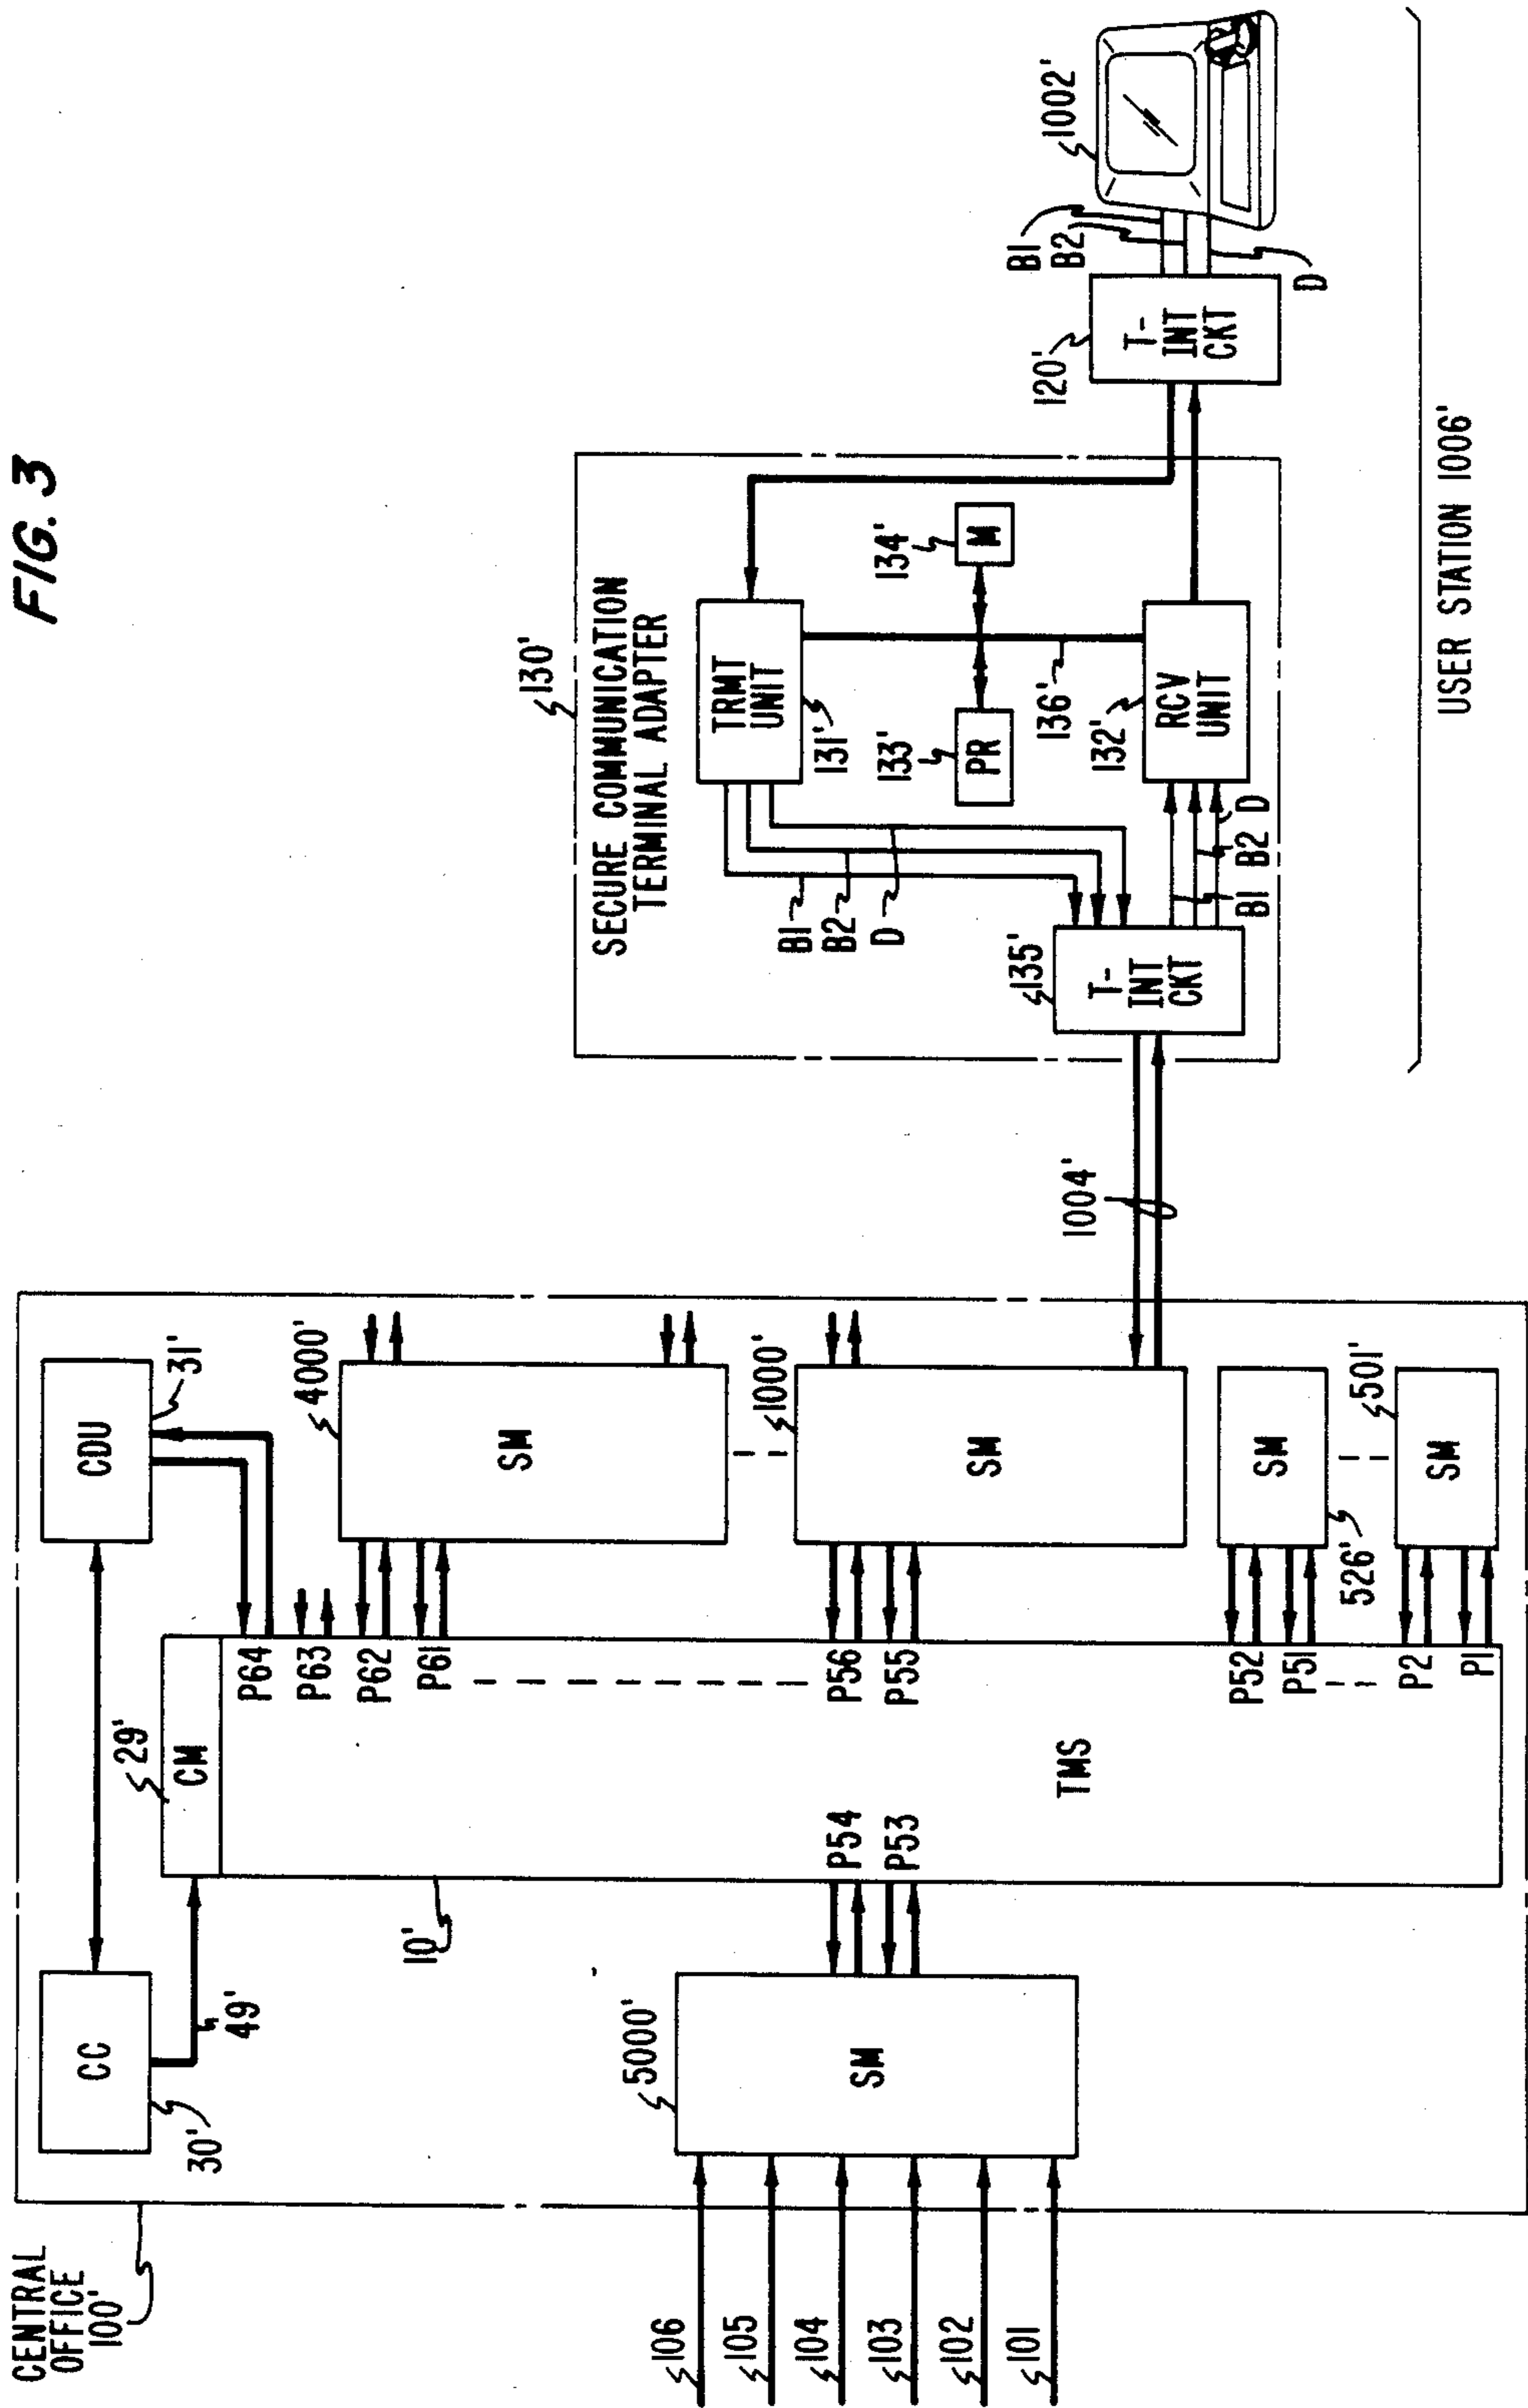 FIG. 3
CENTRAL
OFFICE
100'
CC
30'
49'
CDU
31'
29'
CM
10'
TMS
P64
P63
P62
P61
P56
P55
P54
P53
P52
P51
P2
P1
4000'
SM
1000'
SM
SM
526'
501'
SM
5000'
SM
106
105
104
103
102
101
1004'
130'
SECURE COMMUNICATION
TERMINAL ADAPTER
TRMT
UNIT
131'
B1
B2
D
133'
PR
134'
M
136'
132'
RCV
UNIT
B1
B2
D
135'
T-
INT
CKT
120'
T-
INT
CKT
B1
B2
D
1002'
USER STATION 1006'